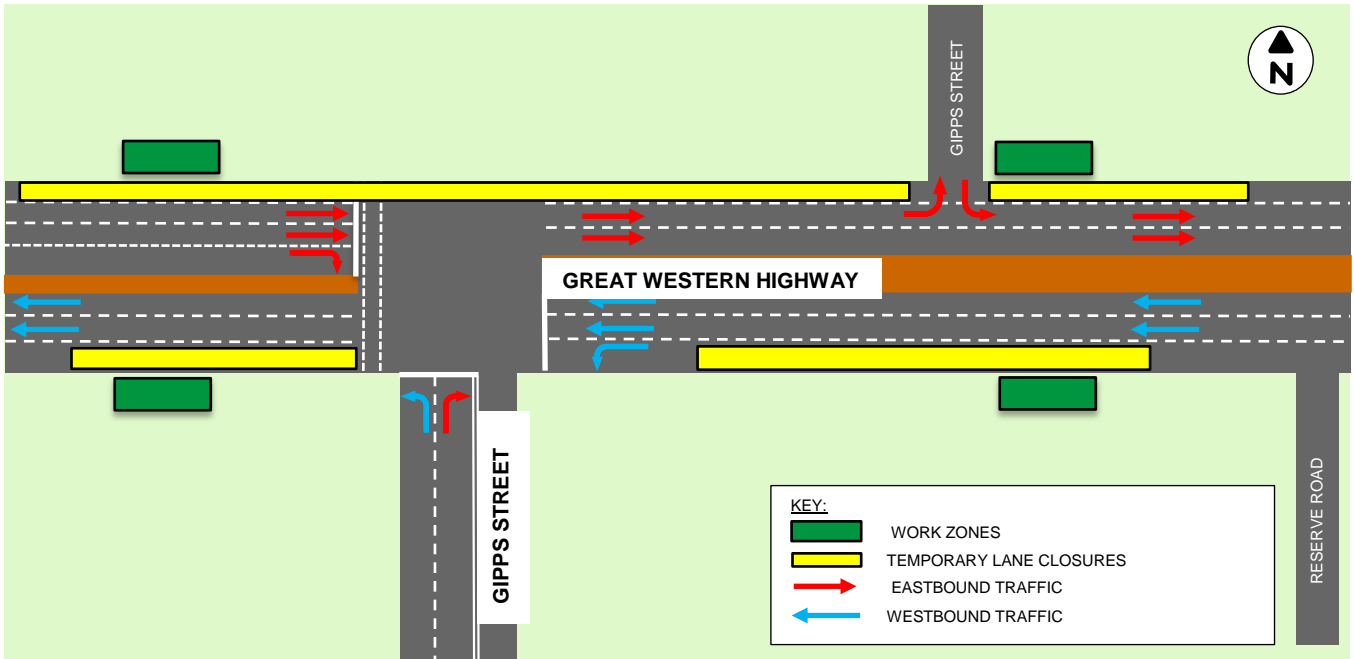 GIPPS STREET
N
GREAT WESTERN HIGHWAY
GIPPS STREET
KEY:
WORK ZONES
TEMPORARY LANE CLOSURES
EASTBOUND TRAFFIC
WESTBOUND TRAFFIC
RESERVE ROAD